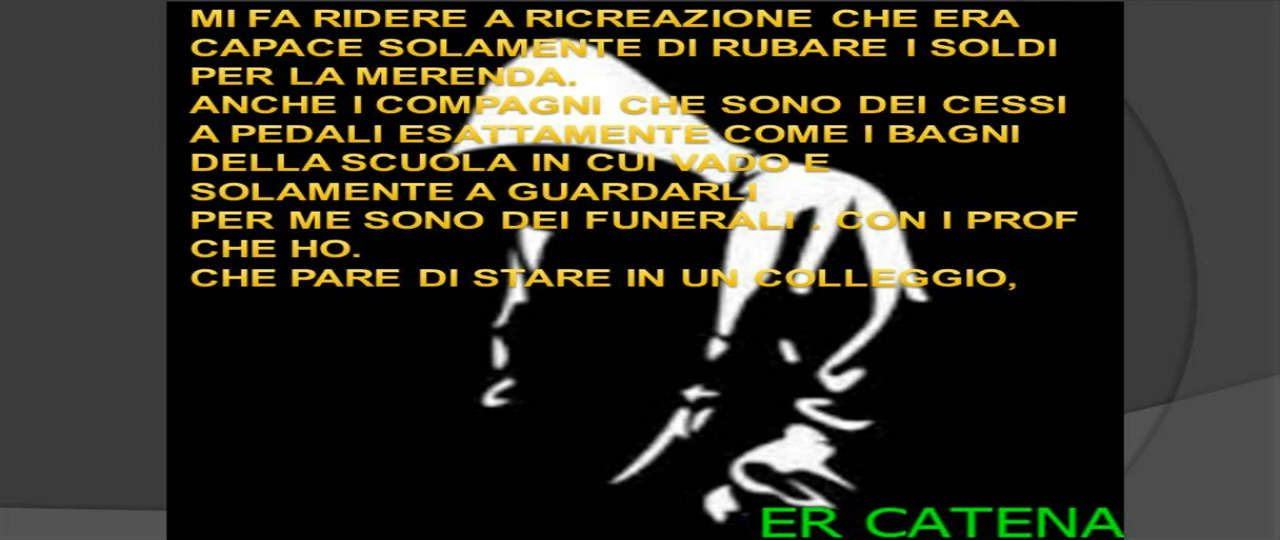 MI FA RIDERE A RICREAZIONE CHE ERA
CAPACE SOLAMENTE DI RUBARE I SOLDI
PER LA MERENDA.
ANCHE I COMPAGNI CHE SONO DEI CESSI
A PEDALI ESATTAMENTE COME I BAGNI
DELLA SCUOLA IN CUI VADO E
SOLAMENTE A GUARDARLI
PER ME SONO DEI FUNERALI . CON I PROF
CHE HO.
CHE PARE DI STARE IN UN COLLEGGIO,
ER CATENA